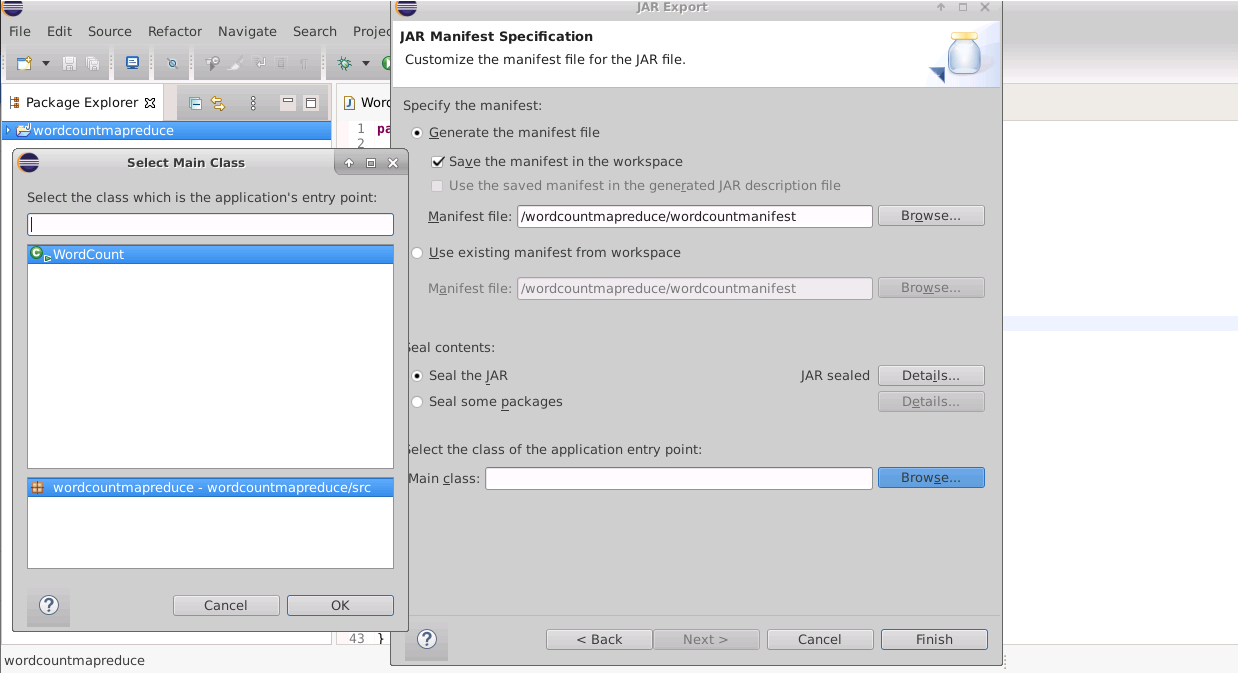 JAR Export
File Edit Source Refactor Navigate Search
JAR Manifest Specification
Customize the manifest file for the JAR file.
Package Explorer
wordcountmapreduce
1
2
Select Main Class
Select the class which is the application's entry point:
WordCount
wordcountmapreduce - wordcountmapreduce/src
Cancel OK
Specify the manifest:
Generate the manifest file
Save the manifest in the workspace
Use the saved manifest in the generated JAR description file
Manifest file: /wordcountmapreduce/wordcountmanifest Browse...
Use existing manifest from workspace
Manifest file: /wordcountmapreduce/wordcountmanifest Browse...
Seal contents:
Seal the JAR JAR sealed Details...
Seal some packages Details...
Select the class of the application entry point:
Main class: Browse...
< Back Next > Cancel Finish
43 }
wordcountmapreduce